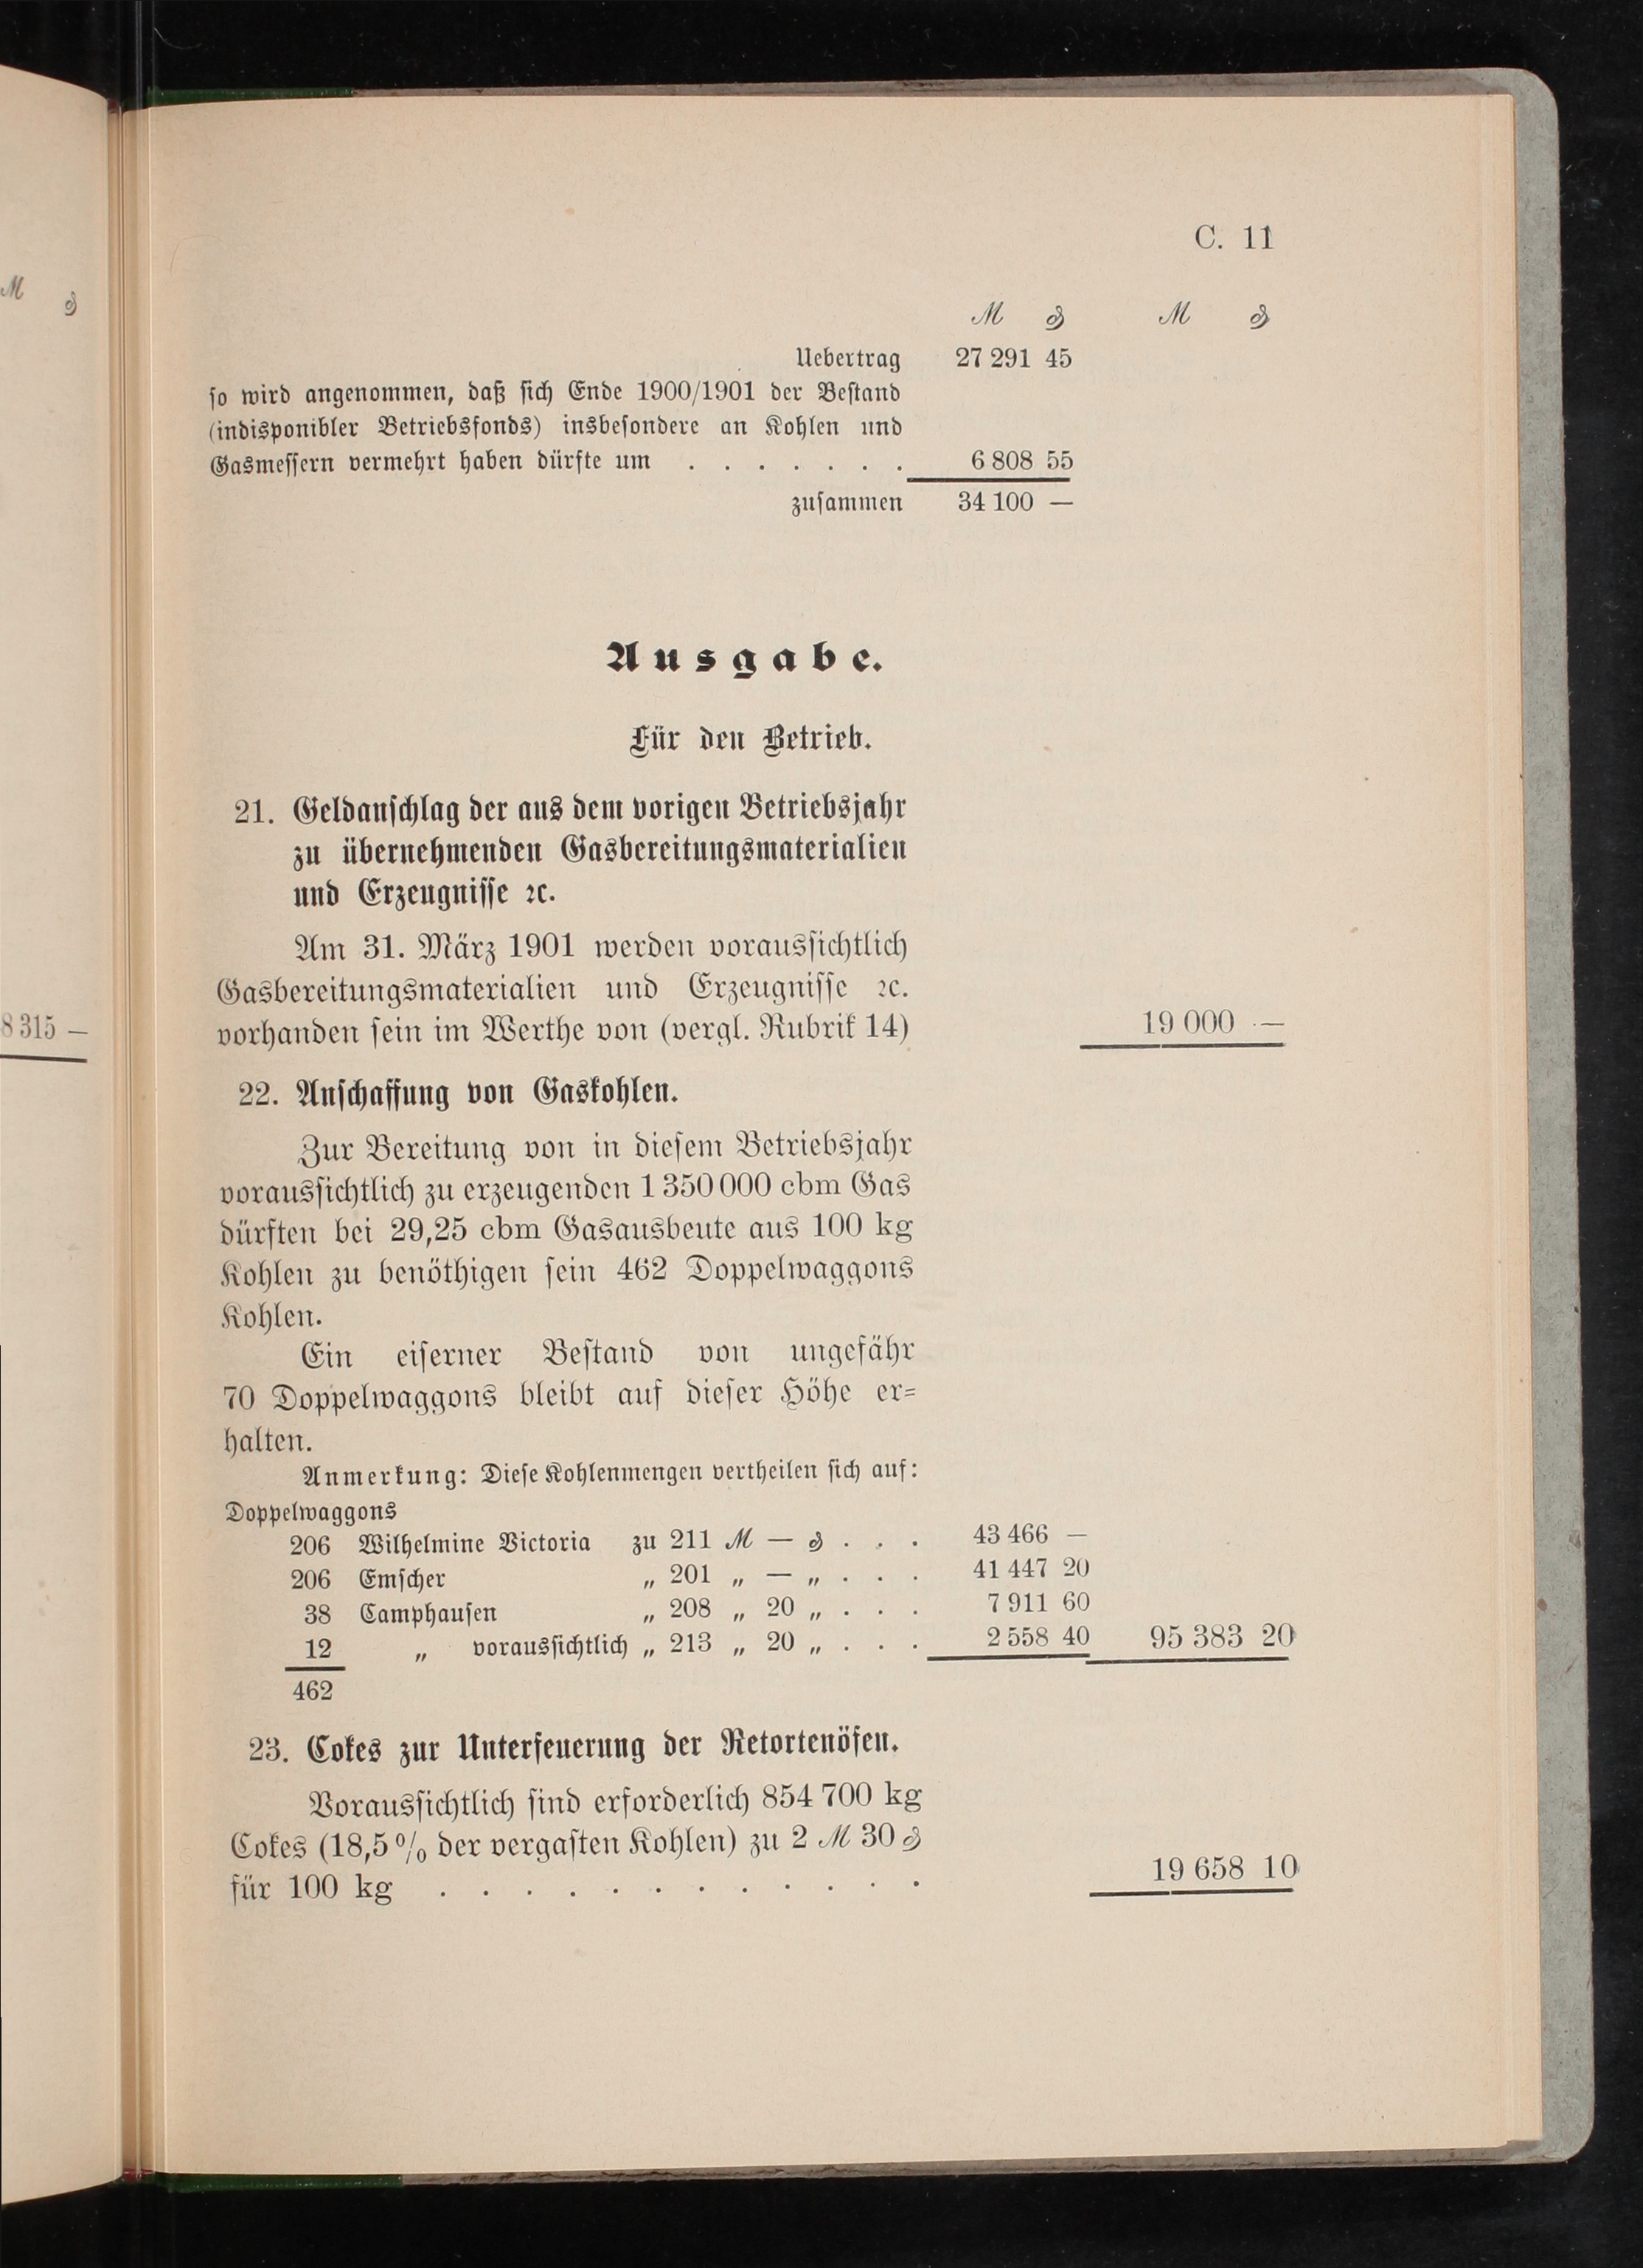 C. 11
ℳ ₰ ℳ ₰
Uebertrag 27 291 45
so wird angenommen, daß sich Ende 1900/1901 der Bestand
(indisponibler Betriebsfonds) insbesondere an Kohlen und
Gasmessern vermehrt haben dürfte um . . . . . . . 6 808 55
zusammen 34 100 —
Ausgabe.
Für den Betrieb.
21. Geldanschlag der aus dem vorigen Betriebsjahr
zu übernehmenden Gasbereitungsmaterialien
und Erzeugnisse ꝛc.
Am 31. März 1901 werden voraussichtlich
Gasbereitungsmaterialien und Erzeugnisse ꝛc.
vorhanden sein im Werthe von (vergl. Rubrik 14) 19 000 —
22. Anschaffung von Gaskohlen.
Zur Bereitung von in diesem Betriebsjahr
voraussichtlich zu erzeugenden 1 350 000 cbm Gas
dürften bei 29,25 cbm Gasausbeute aus 100 kg
Kohlen zu benöthigen sein 462 Doppelwaggons
Kohlen.
Ein eiserner Bestand von ungefähr
70 Doppelwaggons bleibt auf dieser Höhe er=
halten.
Anmerkung: Diese Kohlenmengen vertheilen sich auf:
Doppelwaggons
206 Wilhelmine Victoria zu 211 ℳ — ₰ . . . 43 466 —
206 Emscher „ 201 „ — „ . . . 41 447 20
38 Camphausen „ 208 „ 20 „ . . . 7 911 60
12 „ voraussichtlich „ 213 „ 20 „ . . . 2 558 40 95 383 20
462
23. Cokes zur Unterfeuerung der Retortenöfen.
Voraussichtlich sind erforderlich 854 700 kg
Cokes (18,5 % der vergasten Kohlen) zu 2 ℳ 30 ₰
für 100 kg . . . . . . . . . . . . 19 658 10
ℳ ₰
8 315 —